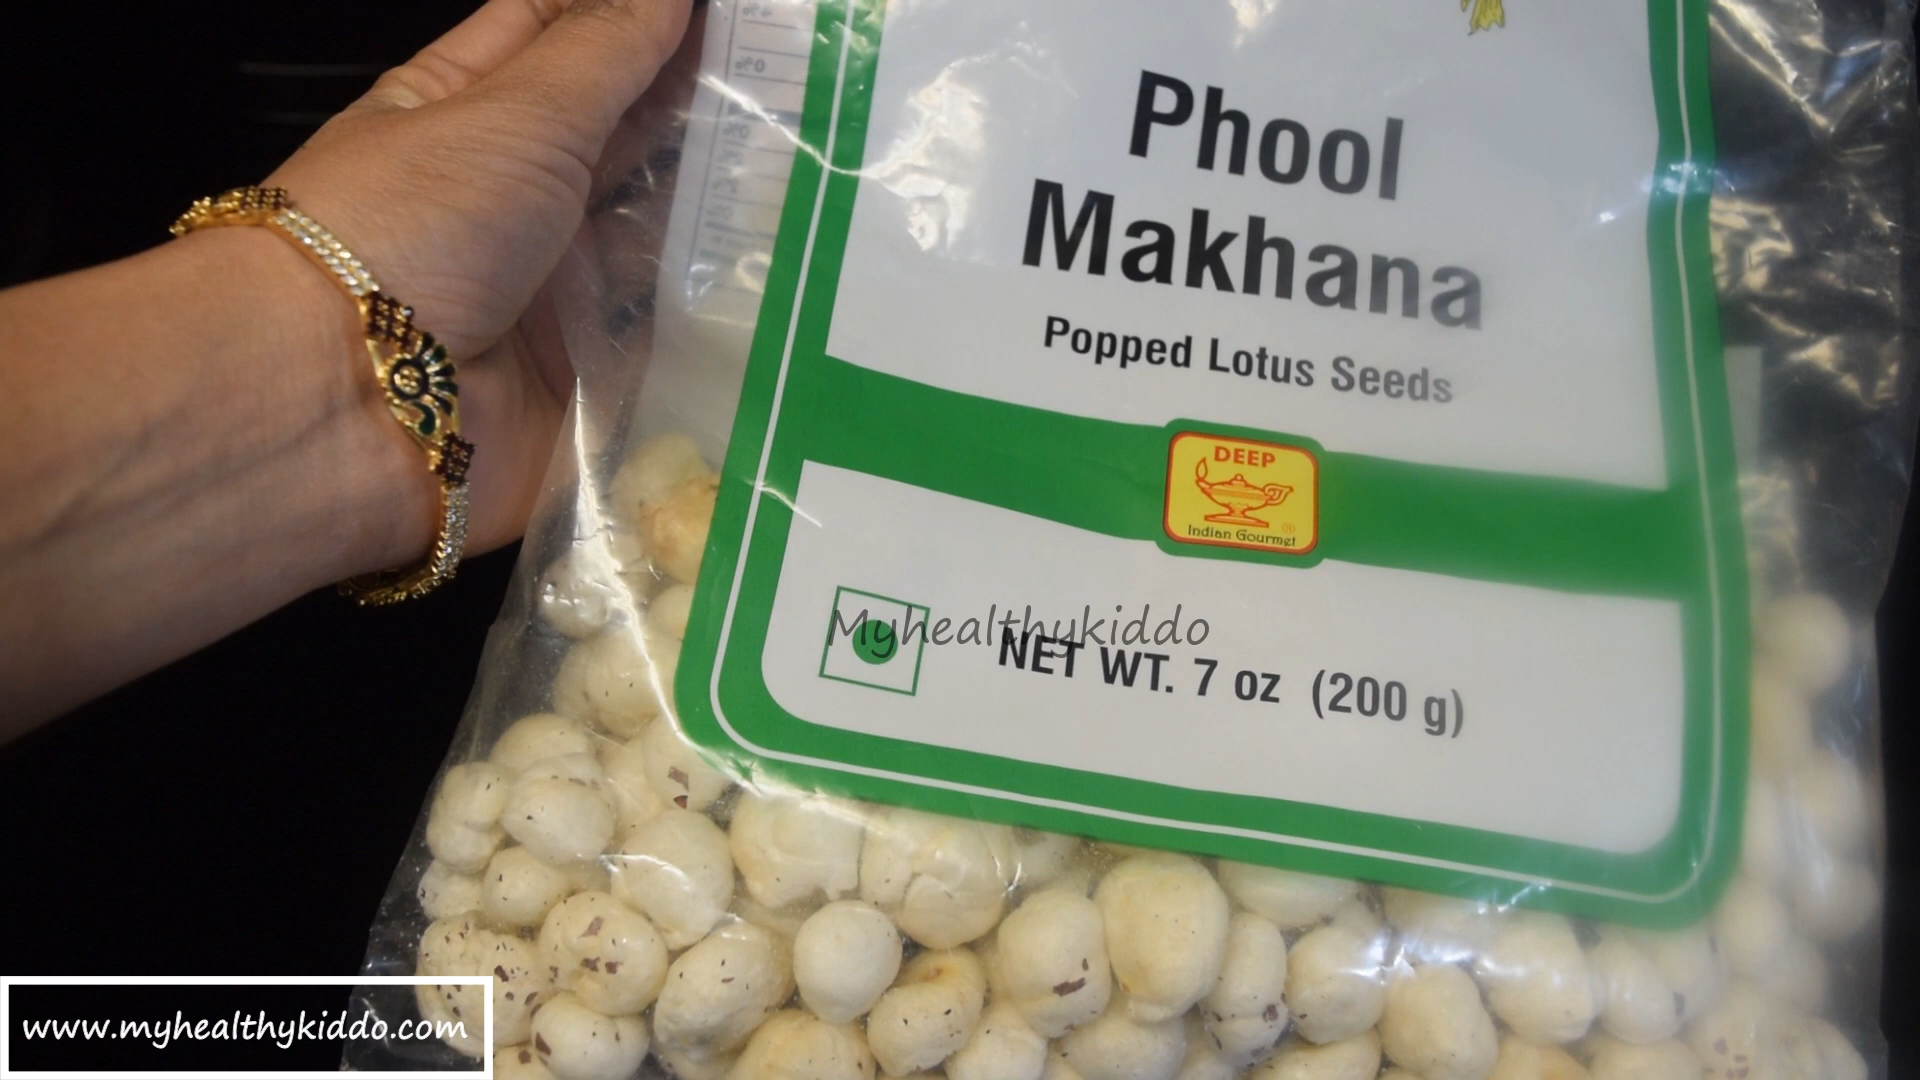 Phool
Makhana
Popped Lotus Seeds
DEEP
Indian Gourmet
®
Myhealthykiddo
NET WT. 7 oz (200 g)
www.myhealthykiddo.com